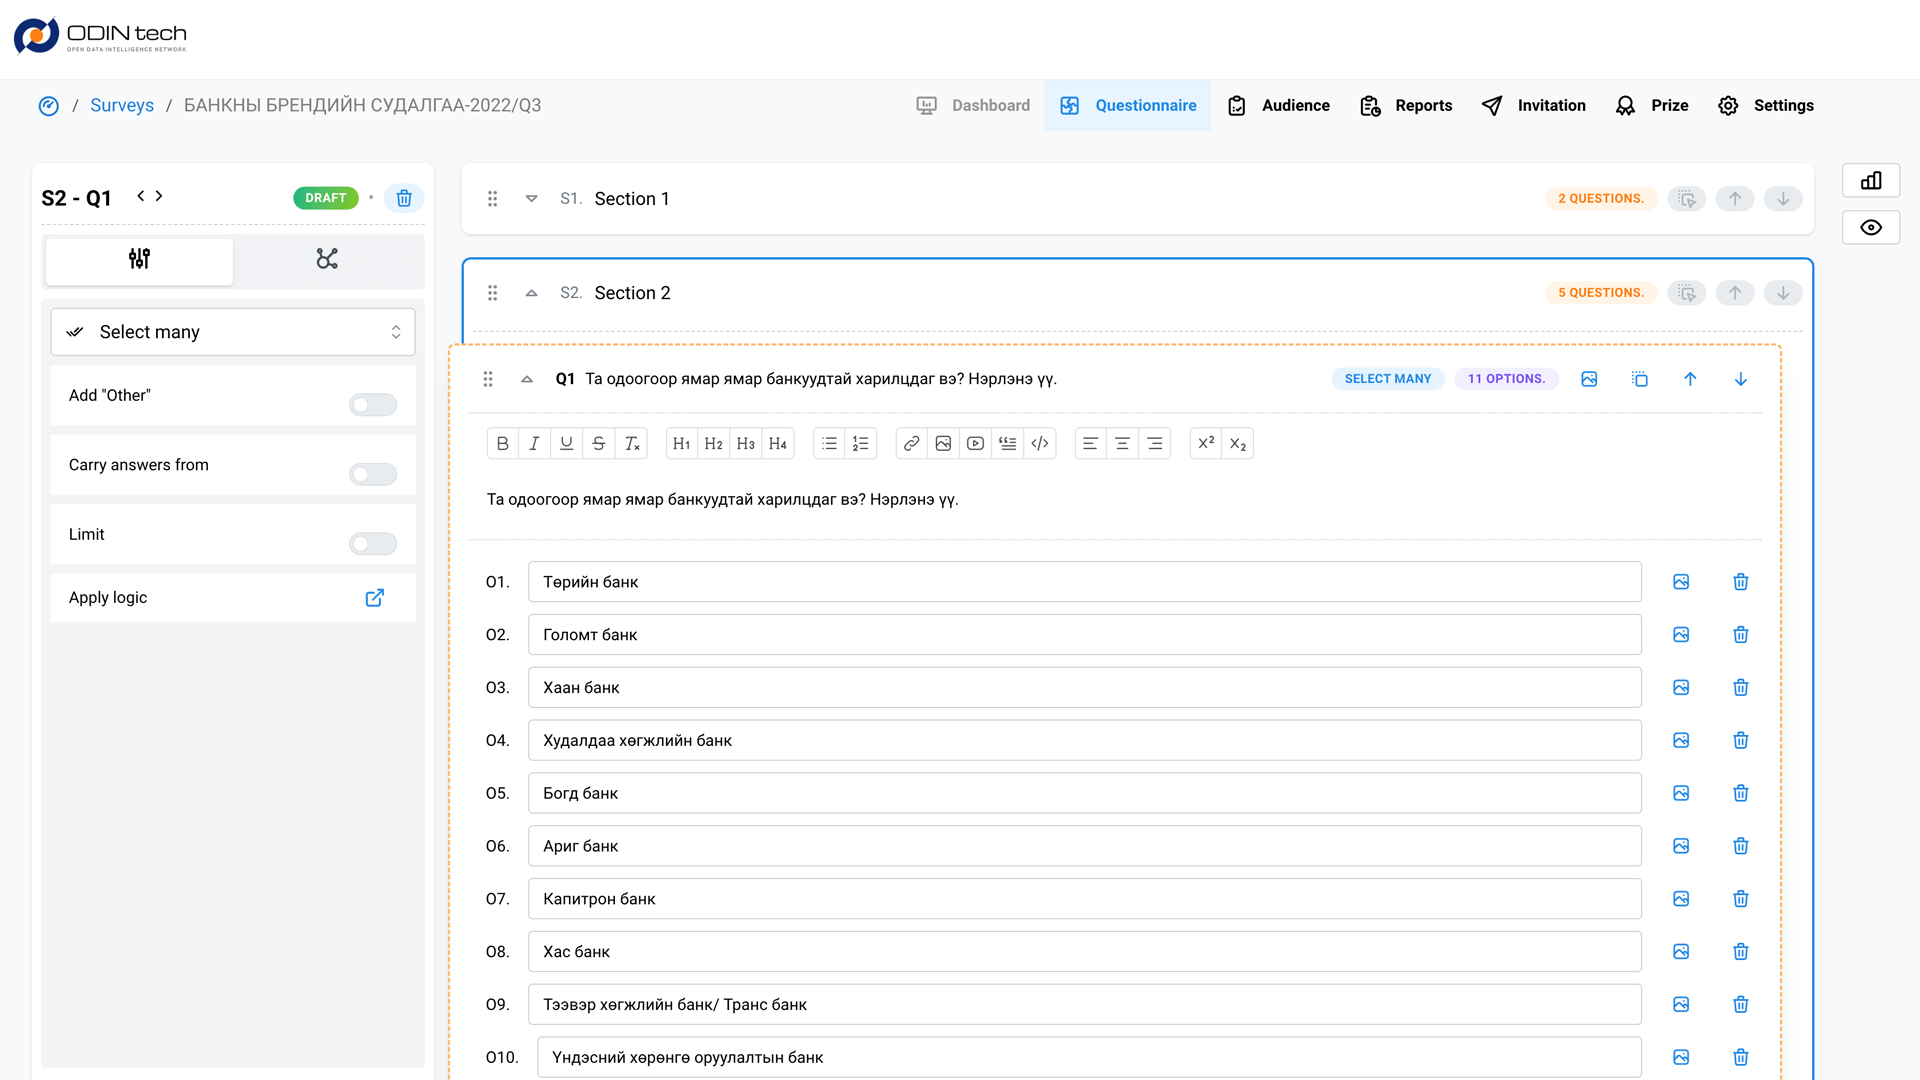 ODIN tech
OPEN DATA INTELLIGENCE NETWORK
/ Surveys / БАНКНЫ БРЕНДИЙН СУДАЛГАА-2022/Q3
Dashboard
Questionnaire
Audience
Reports
Invitation
Prize
Settings
S2 - Q1
DRAFT
Select many
Add "Other"
Carry answers from
Limit
Apply logic
S1. Section 1
2 QUESTIONS.
S2. Section 2
5 QUESTIONS.
Q1 Та одоогоор ямар ямар банкуудтай харилцдаг вэ? Нэрлэнэ үү.
SELECT MANY
11 OPTIONS.
B I U S Tx H1 H2 H3 H4 X² X₂
Та одоогоор ямар ямар банкуудтай харилцдаг вэ? Нэрлэнэ үү.
O1. Төрийн банк
O2. Голомт банк
O3. Хаан банк
O4. Худалдаа хөгжлийн банк
O5. Богд банк
O6. Ариг банк
O7. Капитрон банк
O8. Хас банк
O9. Тээвэр хөгжлийн банк/ Транс банк
O10. Үндэсний хөрөнгө оруулалтын банк